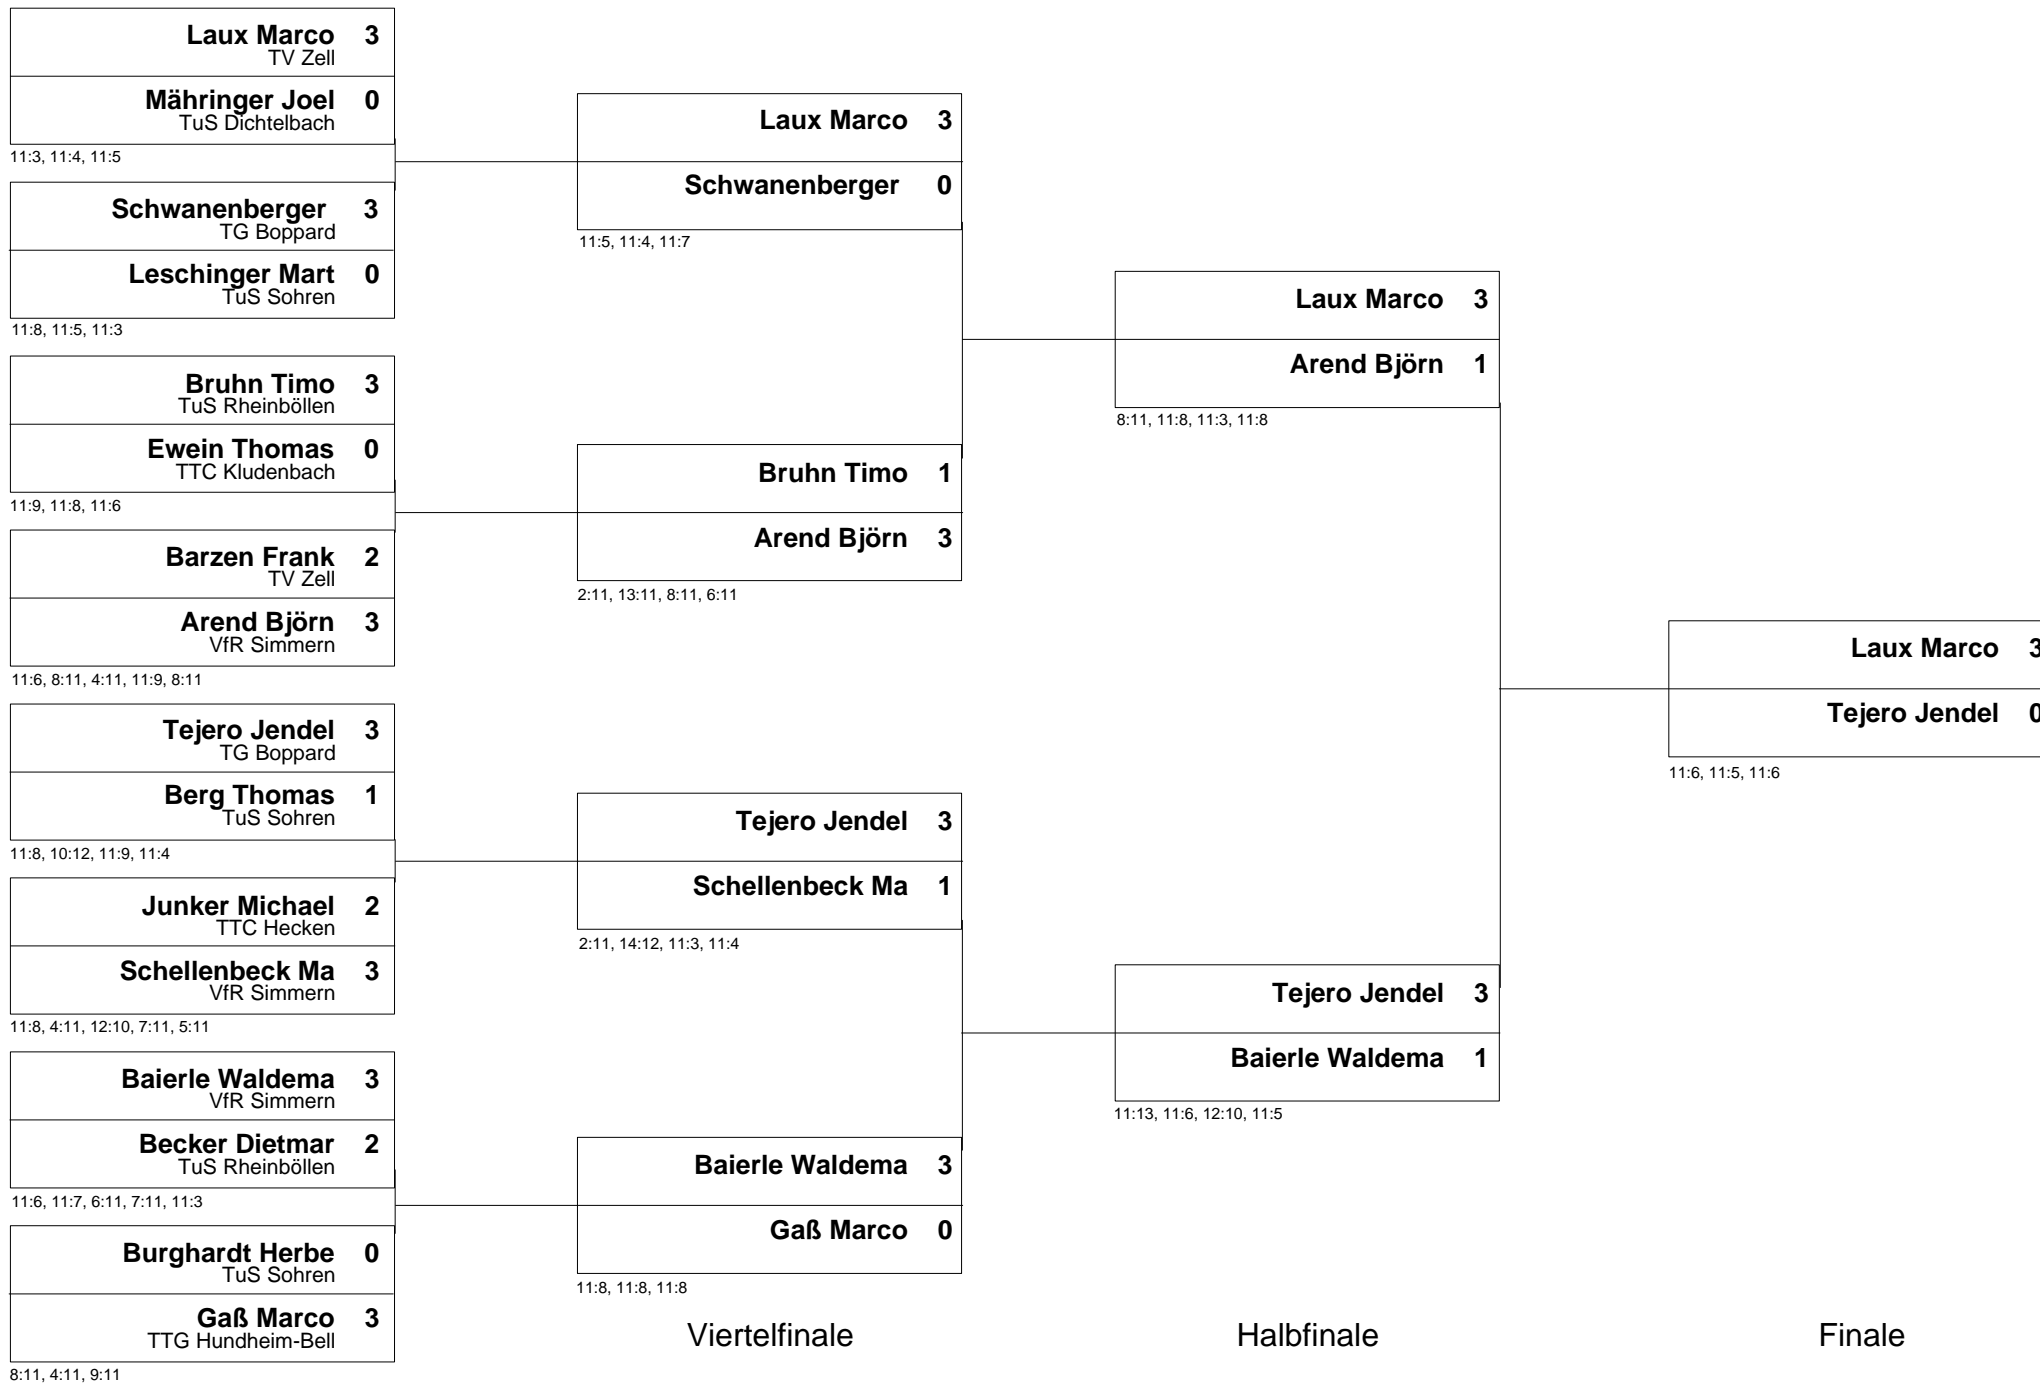 Laux Marco 3
TV Zell
Mähringer Joel 0
TuS Dichtelbach
11:3, 11:4, 11:5
Schwanenberger 3
TG Boppard
Leschinger Mart 0
TuS Sohren
11:8, 11:5, 11:3
Bruhn Timo 3
TuS Rheinböllen
Ewein Thomas 0
TTC Kludenbach
11:9, 11:8, 11:6
Barzen Frank 2
TV Zell
Arend Björn 3
VfR Simmern
11:6, 8:11, 4:11, 11:9, 8:11
Tejero Jendel 3
TG Boppard
Berg Thomas 1
TuS Sohren
11:8, 10:12, 11:9, 11:4
Junker Michael 2
TTC Hecken
Schellenbeck Ma 3
VfR Simmern
11:8, 4:11, 12:10, 7:11, 5:11
Baierle Waldema 3
VfR Simmern
Becker Dietmar 2
TuS Rheinböllen
11:6, 11:7, 6:11, 7:11, 11:3
Burghardt Herbe 0
TuS Sohren
Gaß Marco 3
TTG Hundheim-Bell
8:11, 4:11, 9:11
Laux Marco 3
Schwanenberger 0
11:5, 11:4, 11:7
Bruhn Timo 1
Arend Björn 3
2:11, 13:11, 8:11, 6:11
Tejero Jendel 3
Schellenbeck Ma 1
2:11, 14:12, 11:3, 11:4
Baierle Waldema 3
Gaß Marco 0
11:8, 11:8, 11:8
Viertelfinale
Laux Marco 3
Arend Björn 1
8:11, 11:8, 11:3, 11:8
Tejero Jendel 3
Baierle Waldema 1
11:13, 11:6, 12:10, 11:5
Halbfinale
Laux Marco 3
Tejero Jendel 0
11:6, 11:5, 11:6
Finale